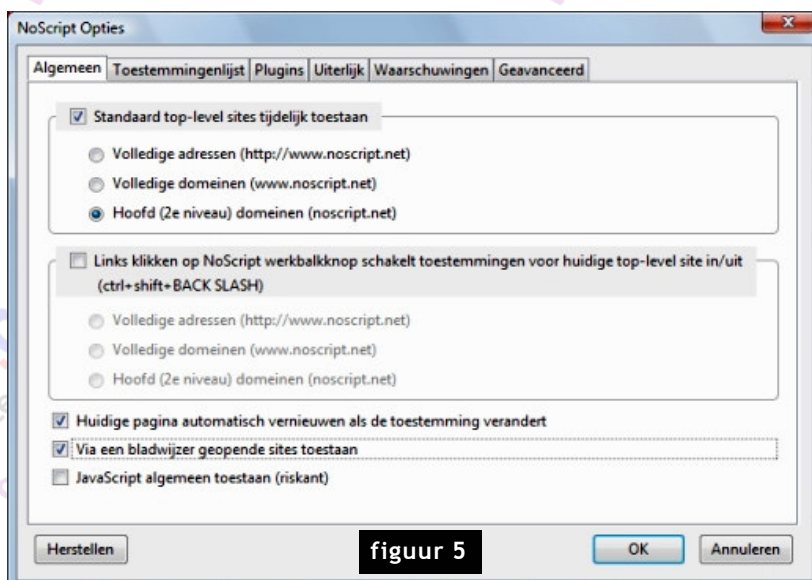 NoScript Opties
Algemeen Toestemmingenlijst Plugins Uiterlijk Waarschuwingen Geavanceerd
Standaard top-level sites tijdelijk toestaan
Volledige adressen (http://www.noscript.net)
Volledige domeinen (www.noscript.net)
Hoofd (2e niveau) domeinen (noscript.net)
Links klikken op NoScript werkbalkknop schakelt toestemmingen voor huidige top-level site in/uit
(ctrl+shift+BACK SLASH)
Volledige adressen (http://www.noscript.net)
Volledige domeinen (www.noscript.net)
Hoofd (2e niveau) domeinen (noscript.net)
Huidige pagina automatisch vernieuwen als de toestemming verandert
Via een bladwijzer geopende sites toestaan
JavaScript algemeen toestaan (riskant)
Herstellen figuur 5 OK Annuleren